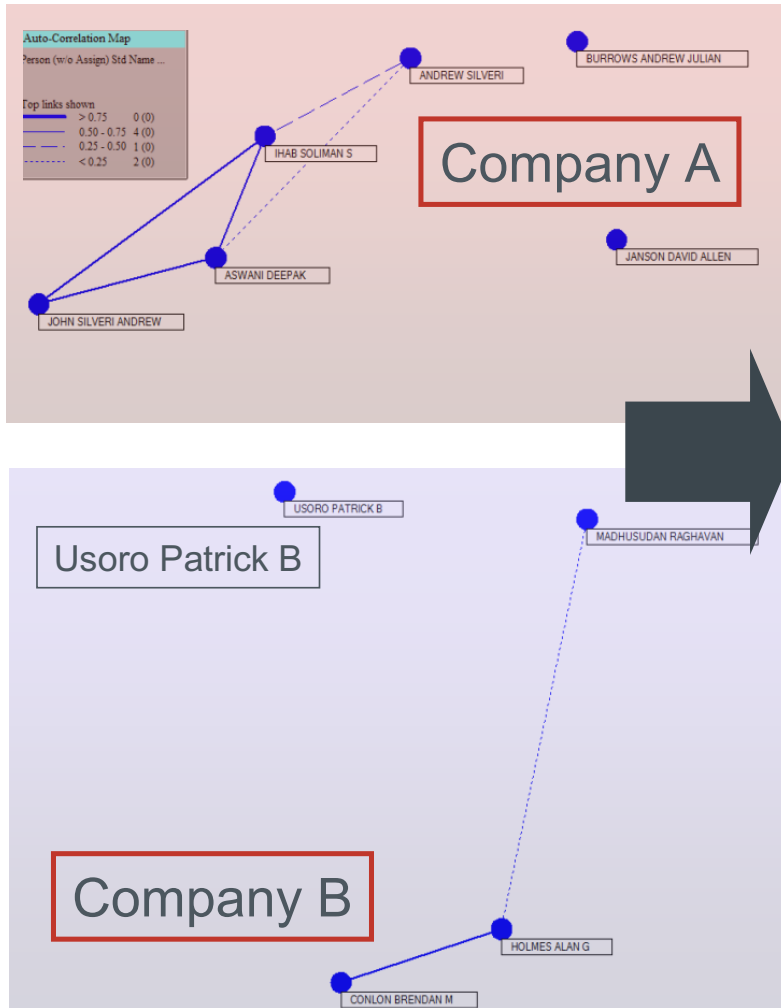 Auto-Correlation Map
Person (w/o Assign) Std Name ...
Top links shown
> 0.75 0 (0)
0.50 - 0.75 4 (0)
0.25 - 0.50 1 (0)
< 0.25 2 (0)
BURROWS ANDREW JULIAN
ANDREW SILVERI
IHAB SOLIMAN S
Company A
JANSON DAVID ALLEN
ASWANI DEEPAK
JOHN SILVERI ANDREW
USORO PATRICK B
MADHUSUDAN RAGHAVAN
Usoro Patrick B
Company B
HOLMES ALAN G
CONLON BRENDAN M